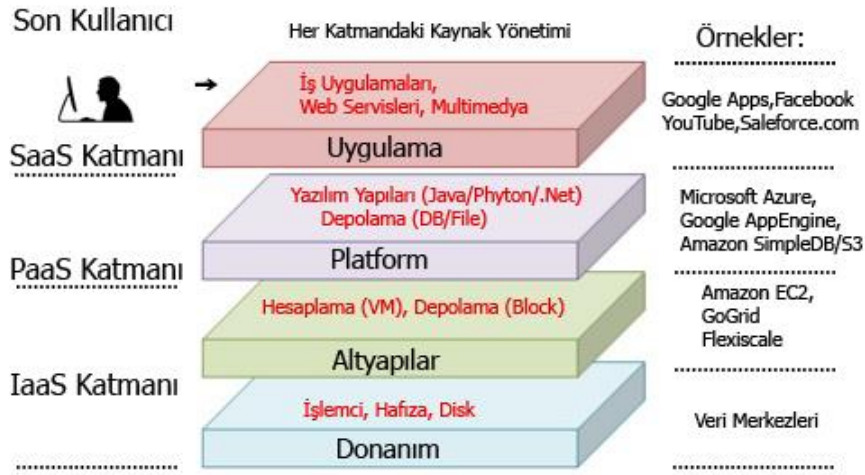 Son Kullanıcı
Her Katmandaki Kaynak Yönetimi
Örnekler:
→
İş Uygulamaları,
Web Servisleri, Multimedya
Uygulama
Google Apps,Facebook
YouTube,Saleforce.com
SaaS Katmanı
Yazılım Yapıları (Java/Phyton/.Net)
Depolama (DB/File)
Platform
Microsoft Azure,
Google AppEngine,
Amazon SimpleDB/S3
PaaS Katmanı
Hesaplama (VM), Depolama (Block)
Altyapılar
Amazon EC2,
GoGrid
Flexiscale
IaaS Katmanı
İşlemci, Hafıza, Disk
Donanım
Veri Merkezleri